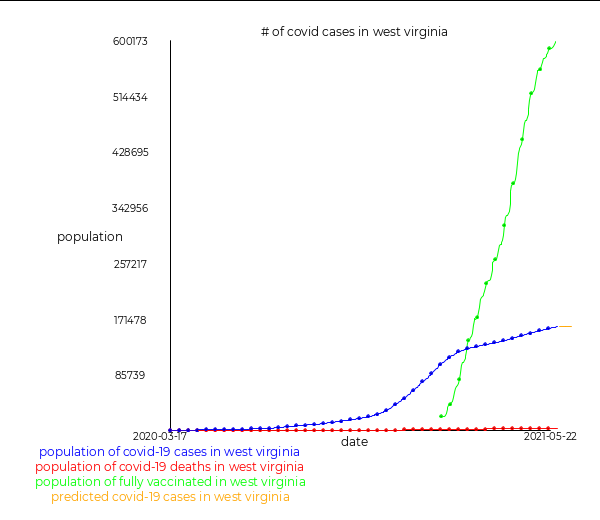 # of covid cases in west virginia
600173
514434
428695
342956
population
257217
171478
85739
2020-03-17
2021-05-22
date
population of covid-19 cases in west virginia
population of covid-19 deaths in west virginia
population of fully vaccinated in west virginia
predicted covid-19 cases in west virginia